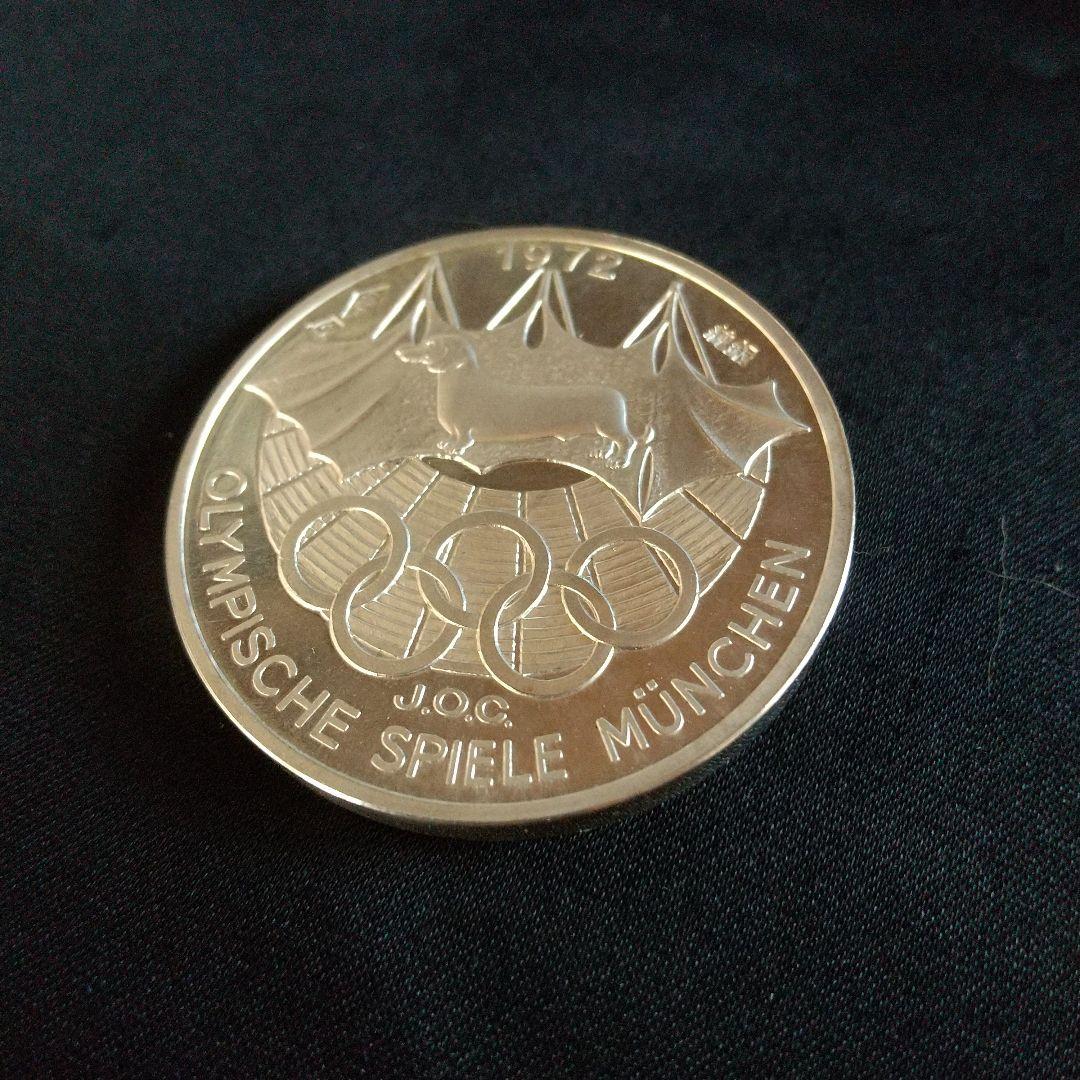 1972
J.O.C.
OLYMPISCHE SPIELE MÜNCHEN